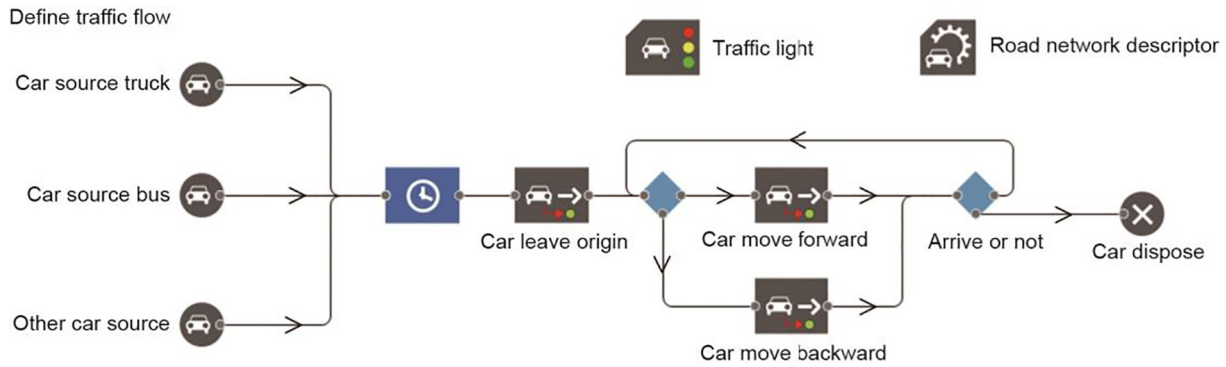 Define traffic flow
Traffic light
Road network descriptor
Car source truck
Car source bus
Car leave origin
Car move forward
Arrive or not
Car dispose
Other car source
Car move backward